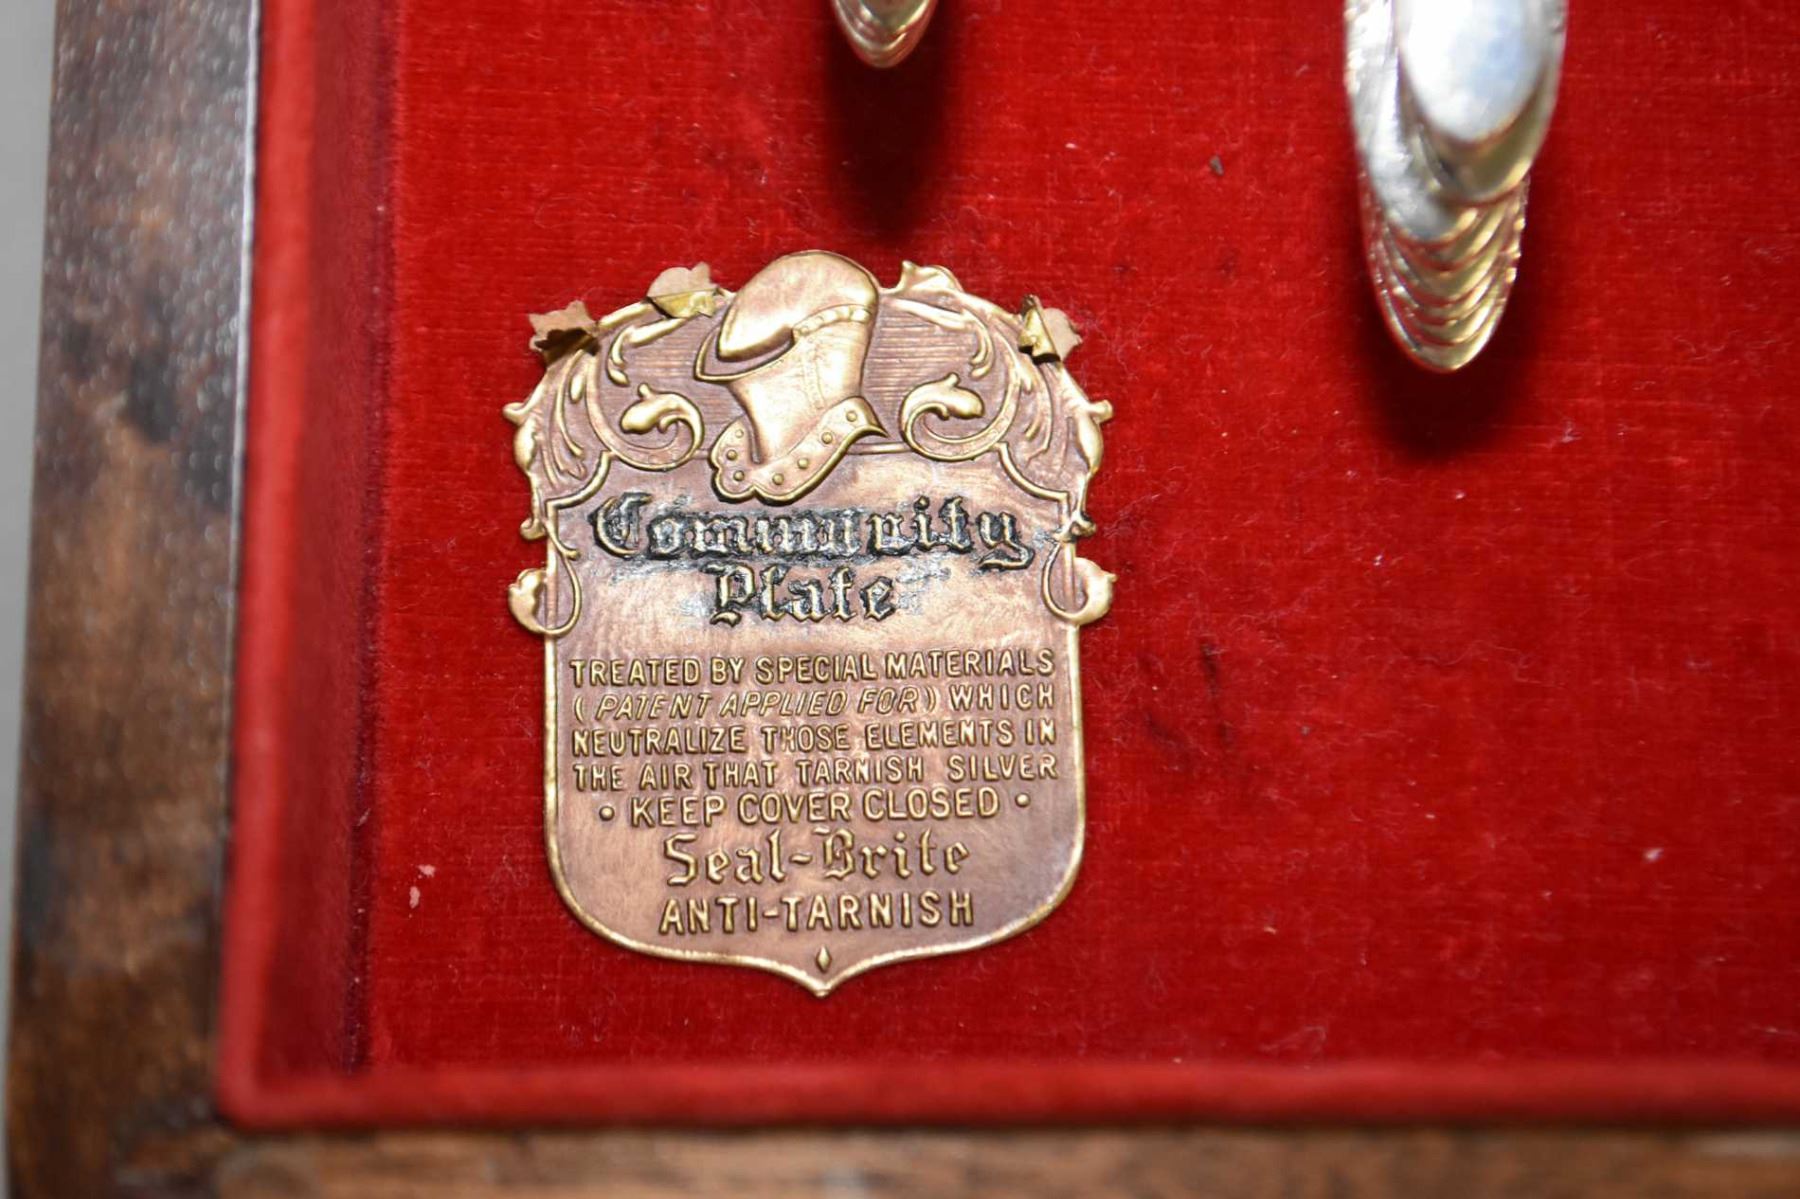 Community
Plate
TREATED BY SPECIAL MATERIALS
(PATENT APPLIED FOR) WHICH
NEUTRALIZE THOSE ELEMENTS IN
THE AIR THAT TARNISH SILVER
• KEEP COVER CLOSED •
Seal-Brite
ANTI-TARNISH